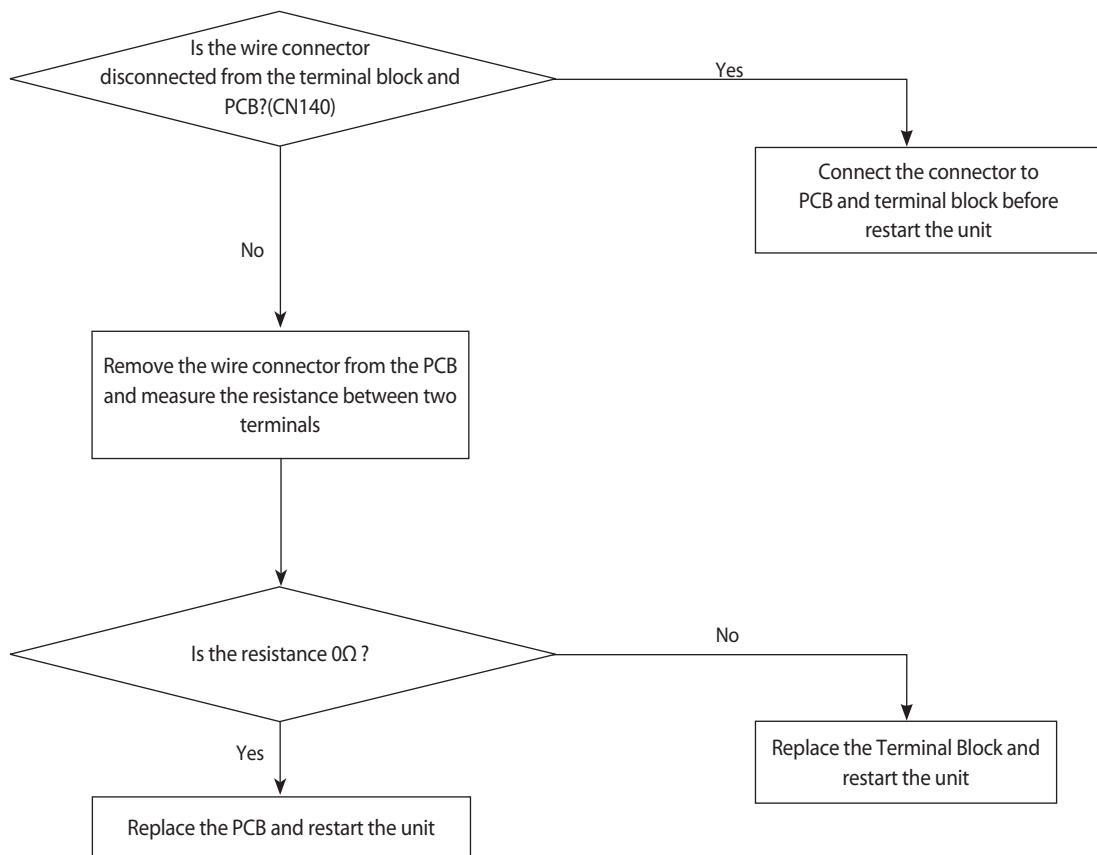 Is the wire connector
disconnected from the terminal block and
PCB?(CN140)
Yes
Connect the connector to
PCB and terminal block before
restart the unit
No
Remove the wire connector from the PCB
and measure the resistance between two
terminals
Is the resistance 0Ω ?
No
Yes
Replace the Terminal Block and
restart the unit
Replace the PCB and restart the unit